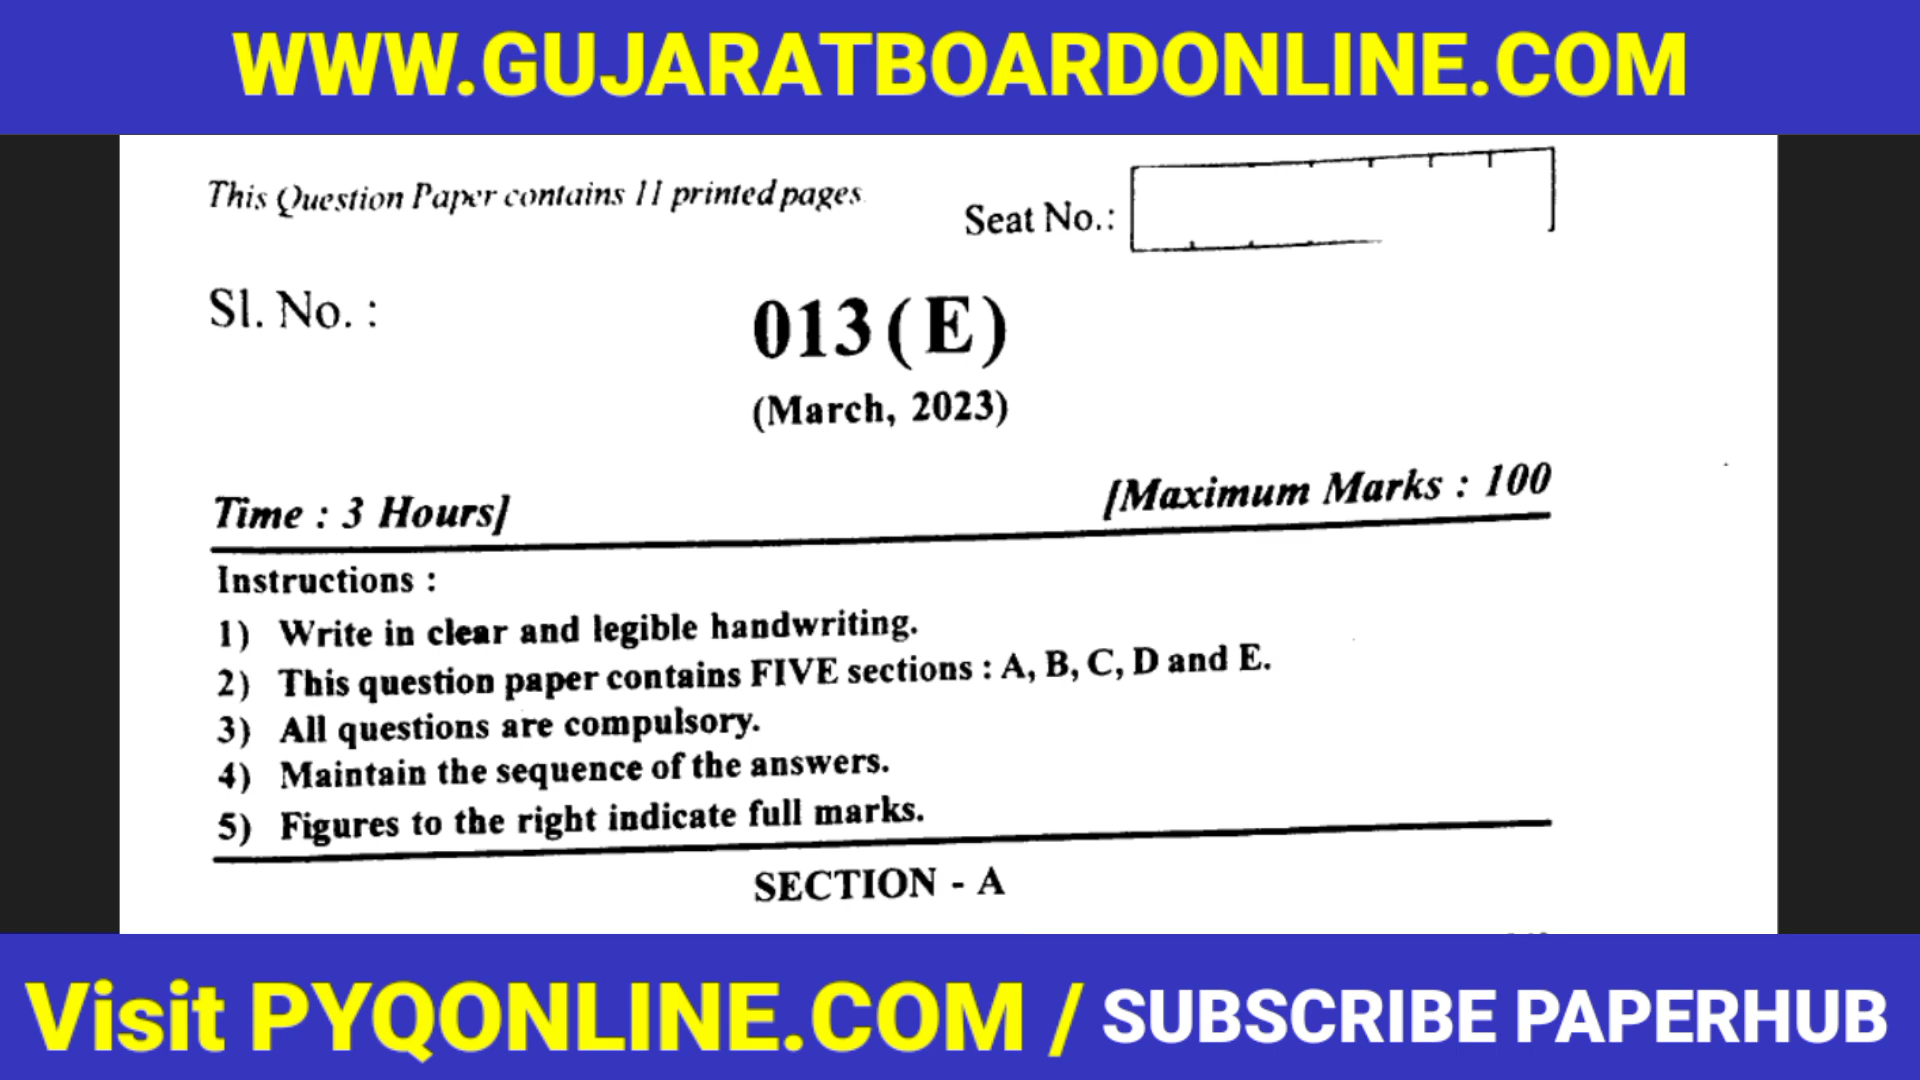 WWW.GUJARATBOARDONLINE.COM
This Question Paper contains 11 printed pages
Seat No.:
Sl. No. :
013(E)
(March, 2023)
Time : 3 Hours]
[Maximum Marks : 100
Instructions :
1) Write in clear and legible handwriting.
2) This question paper contains FIVE sections : A, B, C, D and E.
3) All questions are compulsory.
4) Maintain the sequence of the answers.
5) Figures to the right indicate full marks.
SECTION - A
Visit PYQONLINE.COM / SUBSCRIBE PAPERHUB